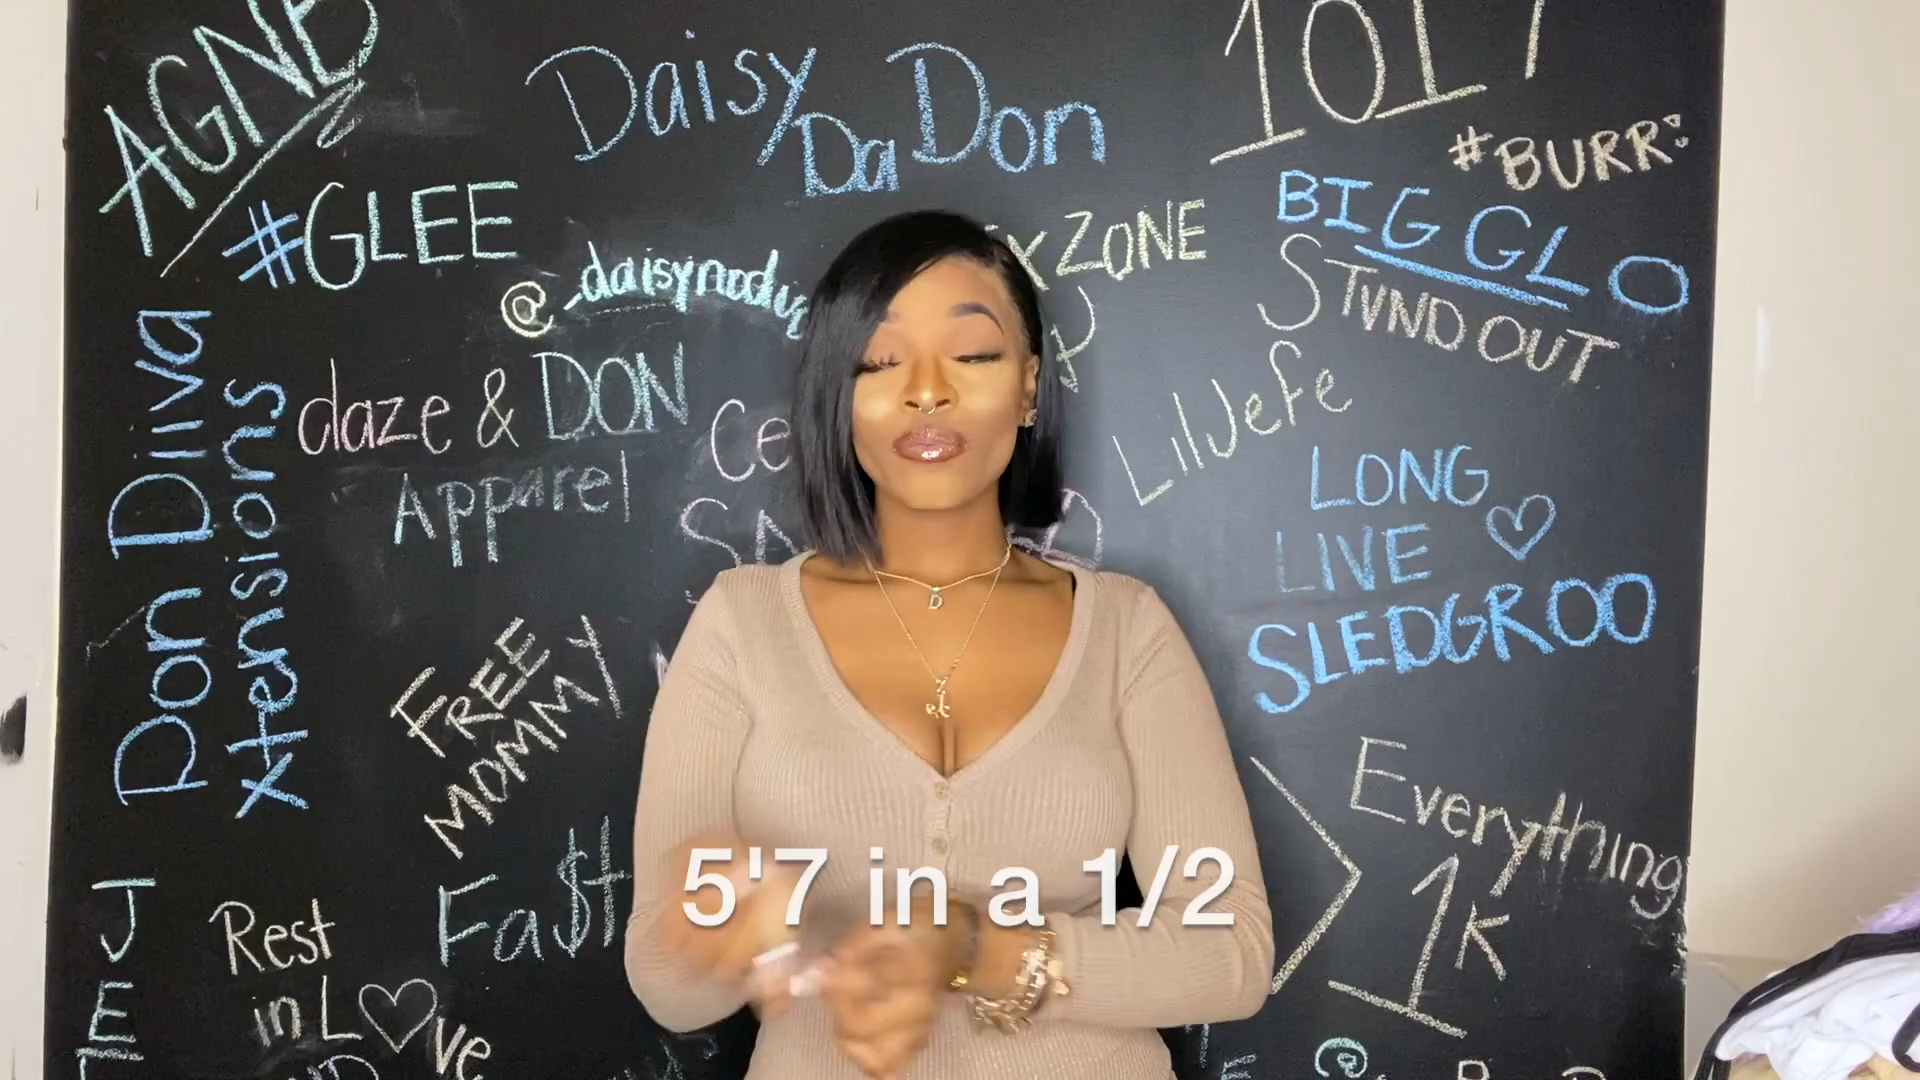 AGNB
Daisy
Da Don
1017
#BURR
#GLEE
BIG GLO
ZONE
STVND OUT
@_daisynodu
daze & DON
Apparel
LilJefe
Don Diiva
Xtensions
LONG
LIVE
SLEDGROO
FREE
MOMMY
Everything
> 1K
Fa$t
5'7 in a 1/2
J
E
Rest
in L♡ve
D